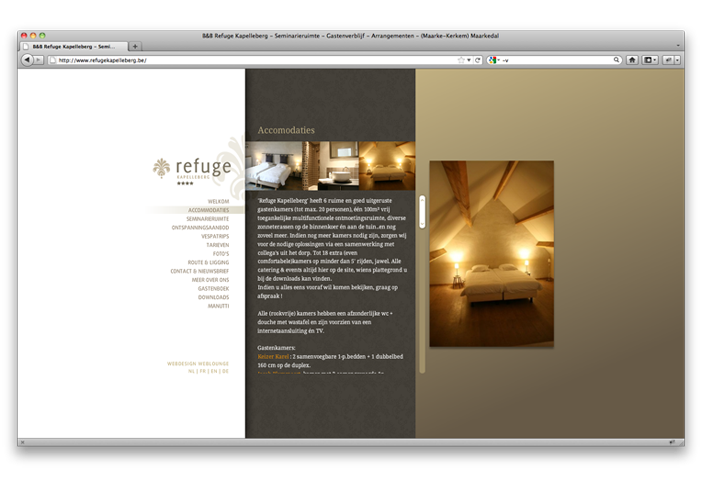 B&B Refuge Kapelleberg – Seminarieruimte – Gastenverblijf – Arrangementen – (Maarke-Kerkem) Maarkedal
B&B Refuge Kapelleberg – Semi...
http://www.refugekapelleberg.be/
refuge
KAPELLEBERG
WELKOM
ACCOMMODATIES
SEMINARIERUIMTE
ONTSPANNINGSAANBOD
VESPATRIPS
TARIEVEN
FOTO'S
ROUTE & LIGGING
CONTACT & NIEUWSBRIEF
MEER OVER ONS
GASTENBOEK
DOWNLOADS
MANUTTI
WEBDESIGN WEBLOUNGE
NL | FR | EN | DE
Accomodaties
'Refuge Kapelleberg' heeft 6 ruime en goed uitgeruste
gastenkamers (tot max. 20 personen), één 100m² vrij
toegankelijke multifunctionele ontmoetingsruimte, diverse
zonneterassen op de binnenkoer én aan de tuin..en nog
zoveel meer. Indien nog meer kamers nodig zijn, zorgen wij
voor de nodige oplossingen via een samenwerking met
collega's uit het dorp. Tot 18 extra (even
comfortabele)kamers op minder dan 5' rijden, jawel. Alle
catering & events altijd hier op de site, wiens plattegrond u
bij de downloads kan vinden.
Indien u alles eens vooraf wil komen bekijken, graag op
afspraak !
Alle (rookvrije) kamers hebben een afzonderlijke wc +
douche met wastafel en zijn voorzien van een
internetaansluiting én TV.
Gastenkamers:
Keizer Karel : 2 samenvoegbare 1-p.bedden + 1 dubbelbed
160 cm op de duplex.